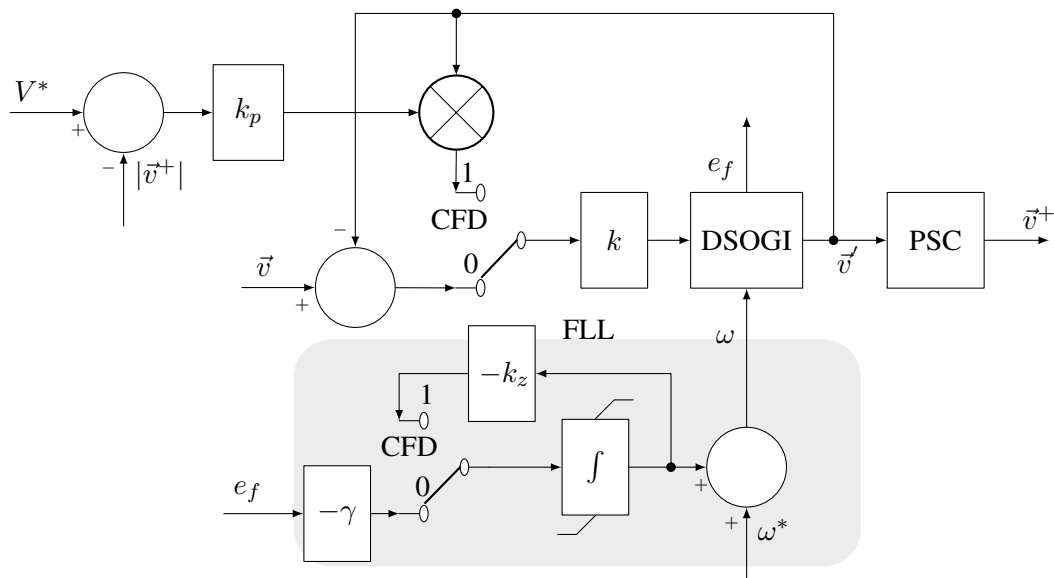 V*
+
−
|v⃗⁺|
k_p
1
CFD
−
v⃗
+
0
k
e_f
DSOGI
v⃗′
PSC
v⃗⁺
FLL
ω
−k_z
1
CFD
∫
e_f
−γ
0
+
+
ω*